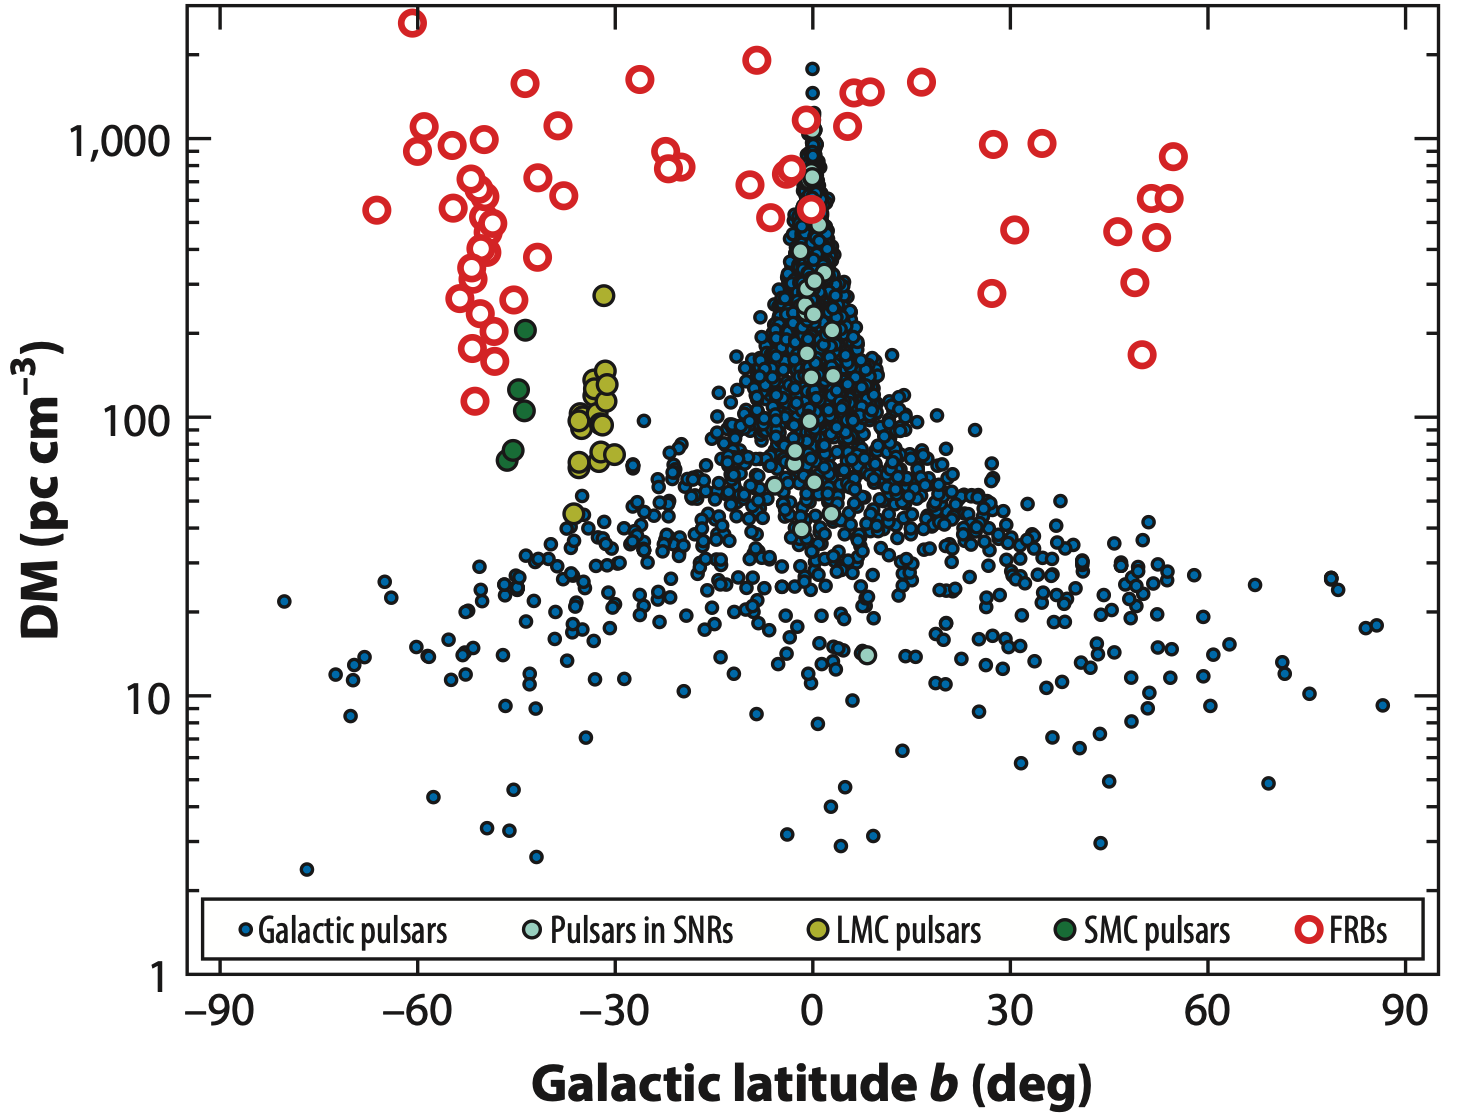 1,000
100
10
1
DM (pc cm−3)
−90 −60 −30 0 30 60 90
Galactic latitude b (deg)
Galactic pulsars Pulsars in SNRs LMC pulsars SMC pulsars FRBs